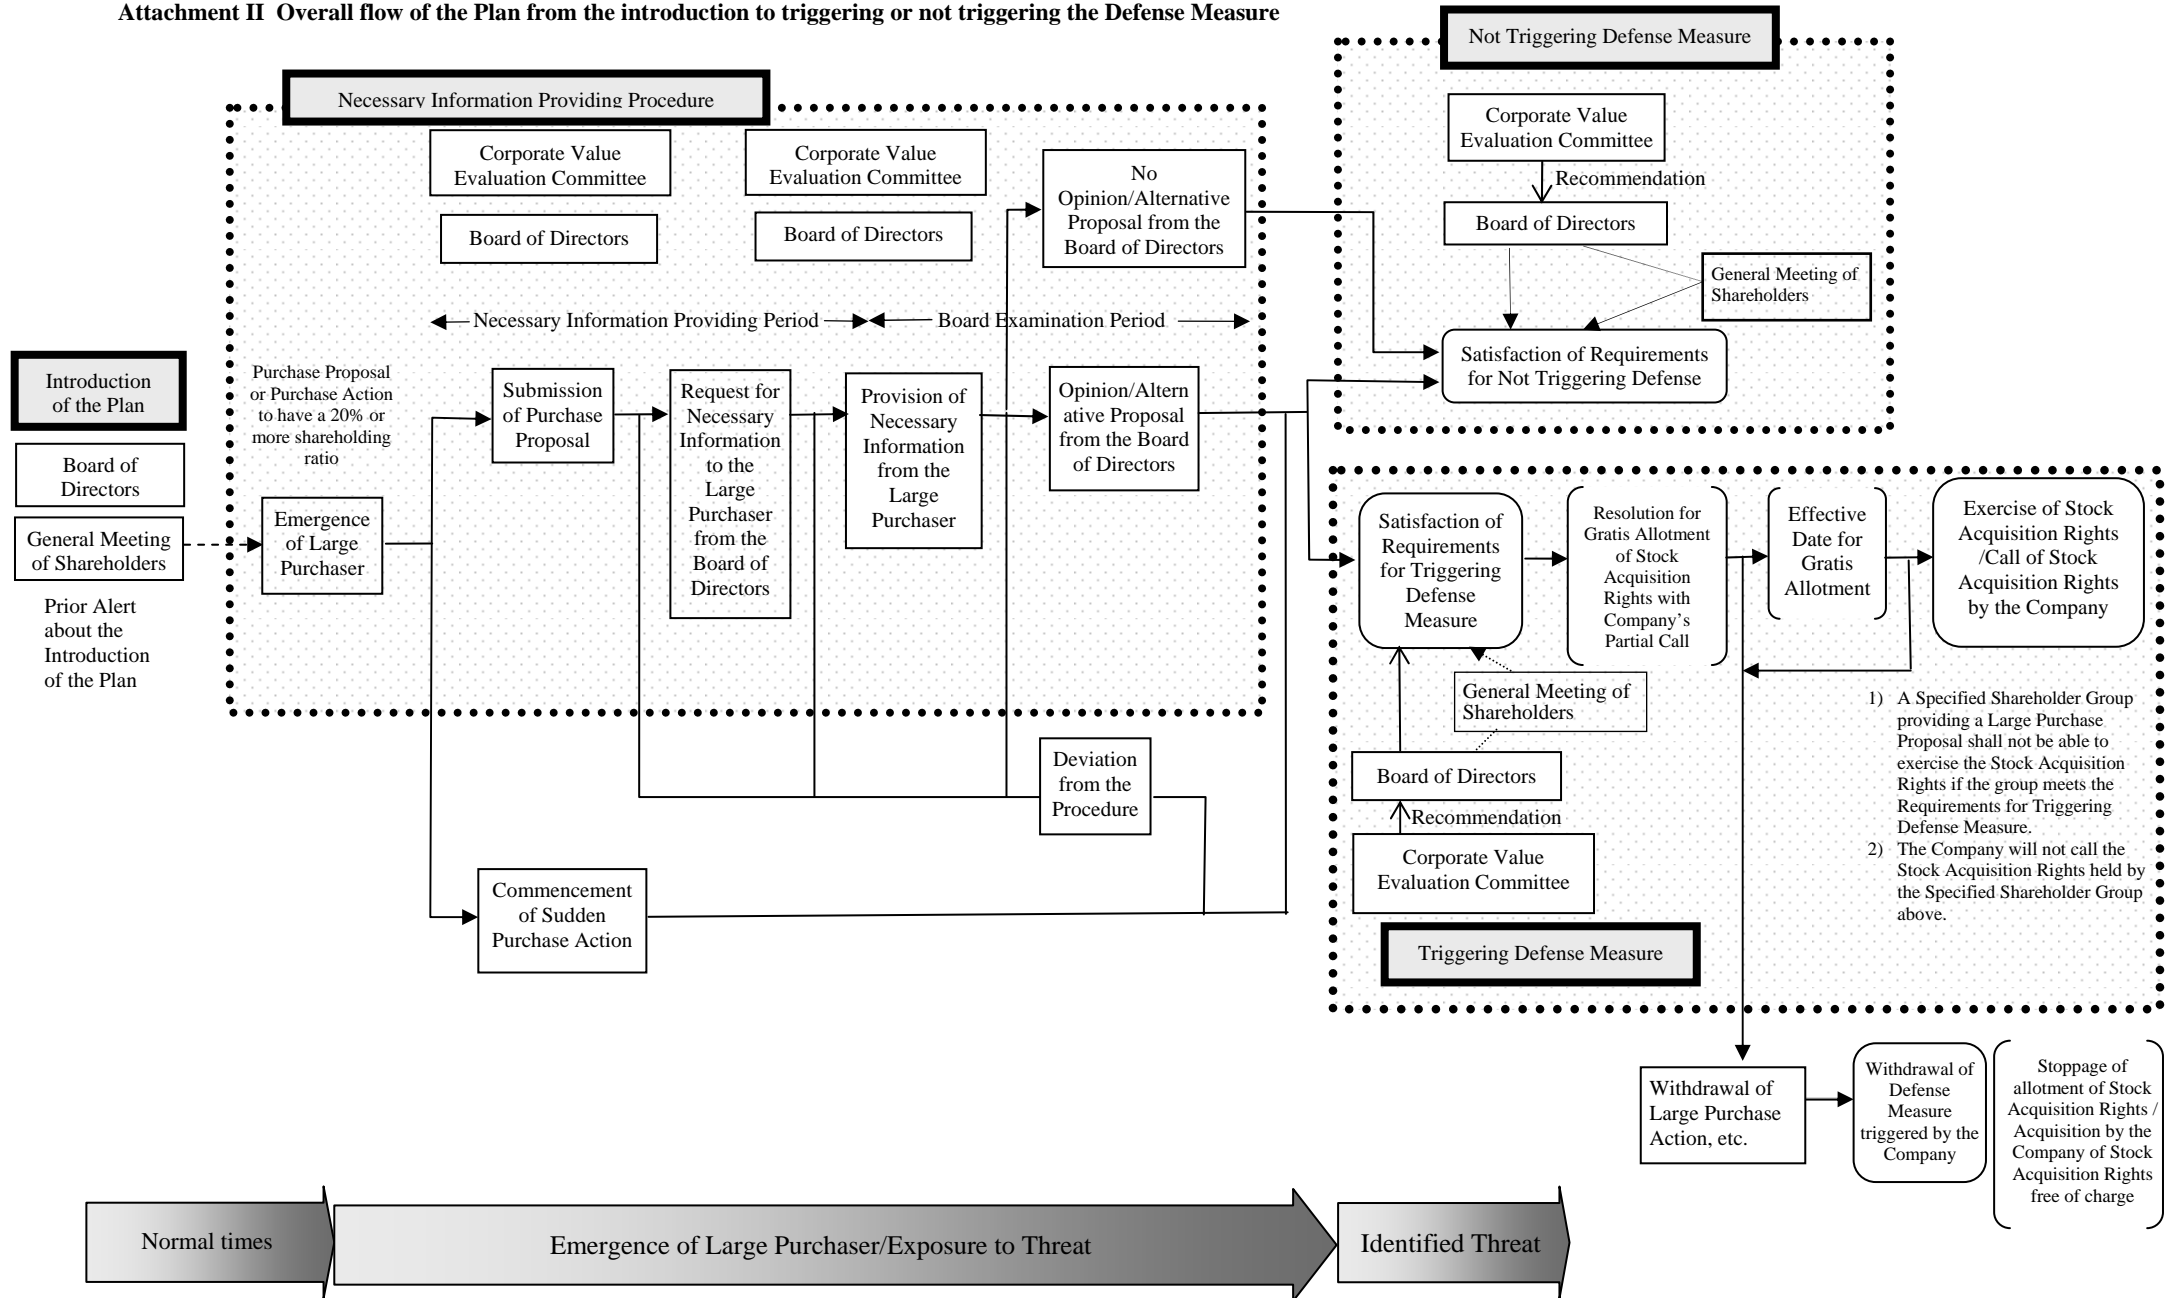 Attachment II  Overall flow of the Plan from the introduction to triggering or not triggering the Defense Measure
Introduction
of the Plan
Board of
Directors
General Meeting
of Shareholders
Prior Alert
about the
Introduction
of the Plan
Necessary Information Providing Procedure
Corporate Value
Evaluation Committee
Board of Directors
Corporate Value
Evaluation Committee
Board of Directors
No
Opinion/Alternative
Proposal from the
Board of Directors
Necessary Information Providing Period
Board Examination Period
Purchase Proposal
or Purchase Action
to have a 20% or
more shareholding
ratio
Emergence
of Large
Purchaser
Submission
of Purchase
Proposal
Request for
Necessary
Information
to the
Large
Purchaser
from the
Board of
Directors
Provision of
Necessary
Information
from the
Large
Purchaser
Opinion/Altern
ative Proposal
from the Board
of Directors
Deviation
from the
Procedure
Commencement
of Sudden
Purchase Action
Not Triggering Defense Measure
Corporate Value
Evaluation Committee
Recommendation
Board of Directors
General Meeting of
Shareholders
Satisfaction of Requirements
for Not Triggering Defense
Satisfaction of
Requirements
for Triggering
Defense
Measure
Resolution for
Gratis Allotment
of Stock
Acquisition
Rights with
Company’s
Partial Call
Effective
Date for
Gratis
Allotment
Exercise of Stock
Acquisition Rights
/Call of Stock
Acquisition Rights
by the Company
General Meeting of
Shareholders
Board of Directors
Recommendation
Corporate Value
Evaluation Committee
Triggering Defense Measure
1) A Specified Shareholder Group
providing a Large Purchase
Proposal shall not be able to
exercise the Stock Acquisition
Rights if the group meets the
Requirements for Triggering
Defense Measure.
2) The Company will not call the
Stock Acquisition Rights held by
the Specified Shareholder Group
above.
Withdrawal of
Large Purchase
Action, etc.
Withdrawal of
Defense
Measure
triggered by the
Company
Stoppage of
allotment of Stock
Acquisition Rights /
Acquisition by the
Company of Stock
Acquisition Rights
free of charge
Normal times
Emergence of Large Purchaser/Exposure to Threat
Identified Threat